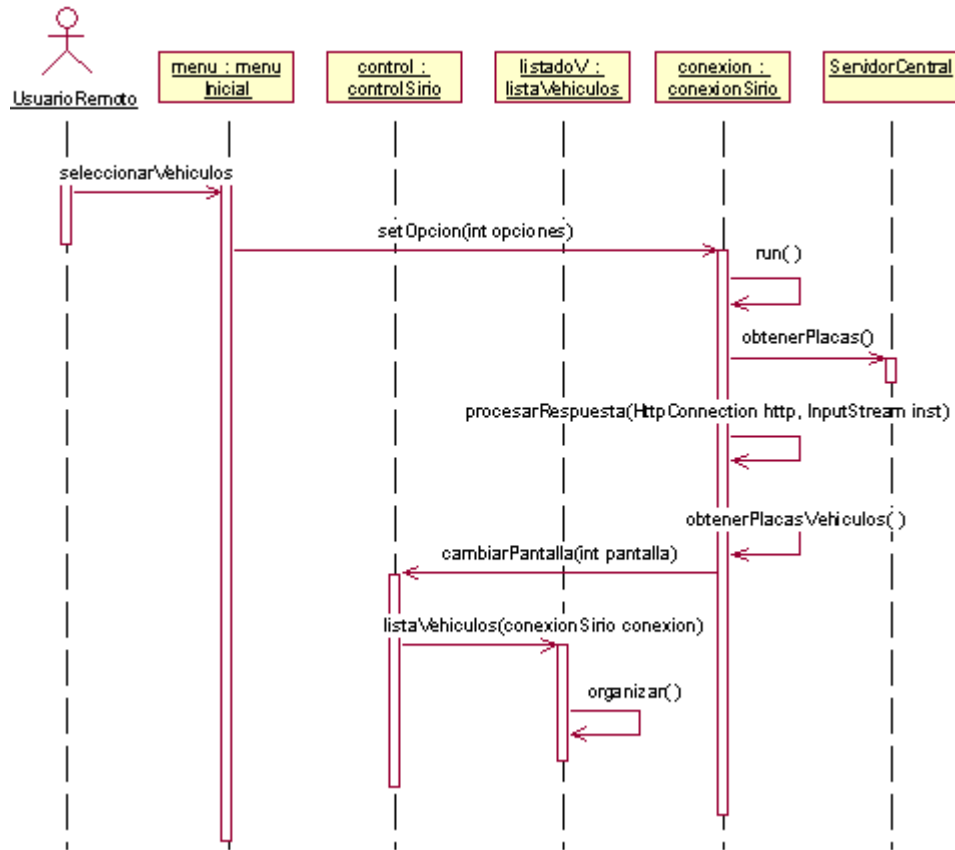 UsuarioRemoto
menu : menu
Inicial
control :
controlSirio
listadoV :
listaVehiculos
conexion :
conexionSirio
ServidorCentral
seleccionarVehiculos
setOpcion(int opciones)
run( )
obtenerPlacas()
procesarRespuesta(HttpConnection http, InputStream inst)
obtenerPlacasVehiculos( )
cambiarPantalla(int pantalla)
listaVehiculos(conexionSirio conexion)
organizar( )